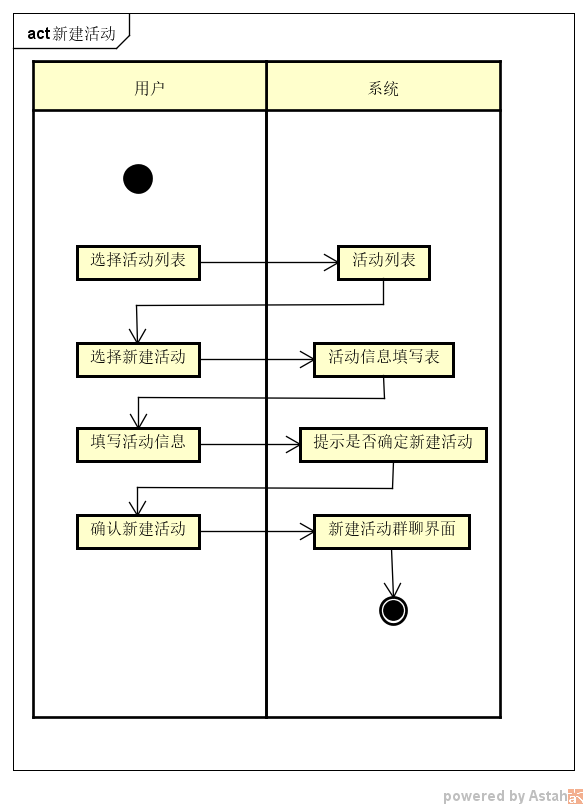 act 新建活动
用户
系统
选择活动列表
活动列表
选择新建活动
活动信息填写表
填写活动信息
提示是否确定新建活动
确认新建活动
新建活动群聊界面
powered by Astah